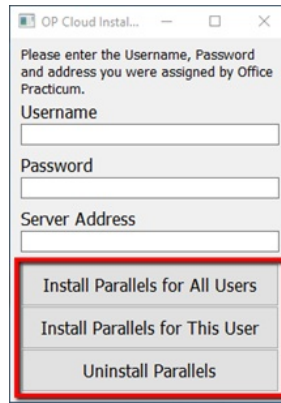 OP Cloud Instal...
Please enter the Username, Password
and address you were assigned by Office
Practicum.
Username
Password
Server Address
Install Parallels for All Users
Install Parallels for This User
Uninstall Parallels